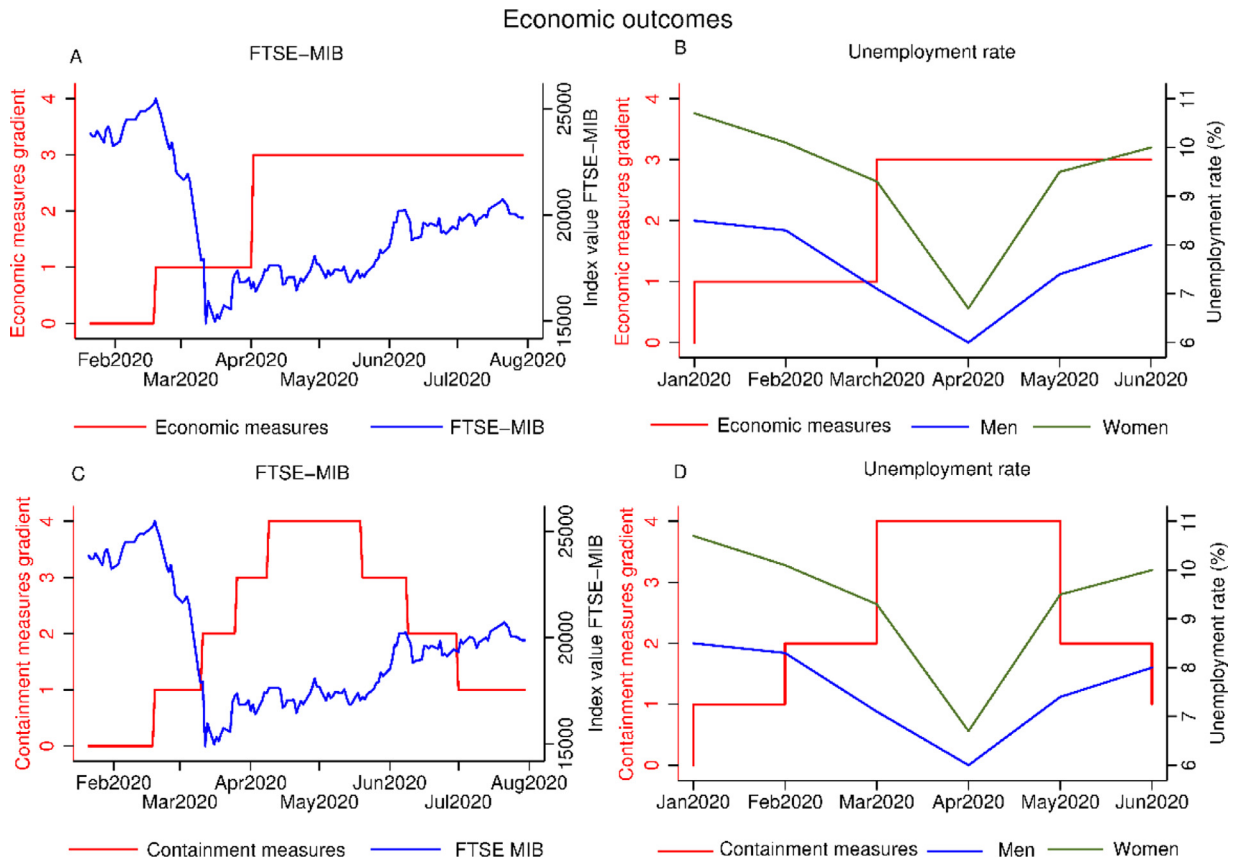 Economic outcomes
A
FTSE−MIB
Economic measures gradient
0 1 2 3 4
15000 20000 25000
Index value FTSE−MIB
Feb2020 Apr2020 Jun2020 Aug2020
Mar2020 May2020 Jul2020
Economic measures FTSE−MIB
B
Unemployment rate
Economic measures gradient
0 1 2 3 4
6 7 8 9 10 11
Unemployment rate (%)
Jan2020 Feb2020 March2020 Apr2020 May2020 Jun2020
Economic measures Men Women
C
FTSE−MIB
Containment measures gradient
0 1 2 3 4
15000 20000 25000
Index value FTSE−MIB
Feb2020 Apr2020 Jun2020 Aug2020
Mar2020 May2020 Jul2020
Containment measures FTSE MIB
D
Unemployment rate
Containment measures gradient
0 1 2 3 4
6 7 8 9 10 11
Unemployment rate (%)
Jan2020 Feb2020 Mar2020 Apr2020 May2020 Jun2020
Containment measures Men Women